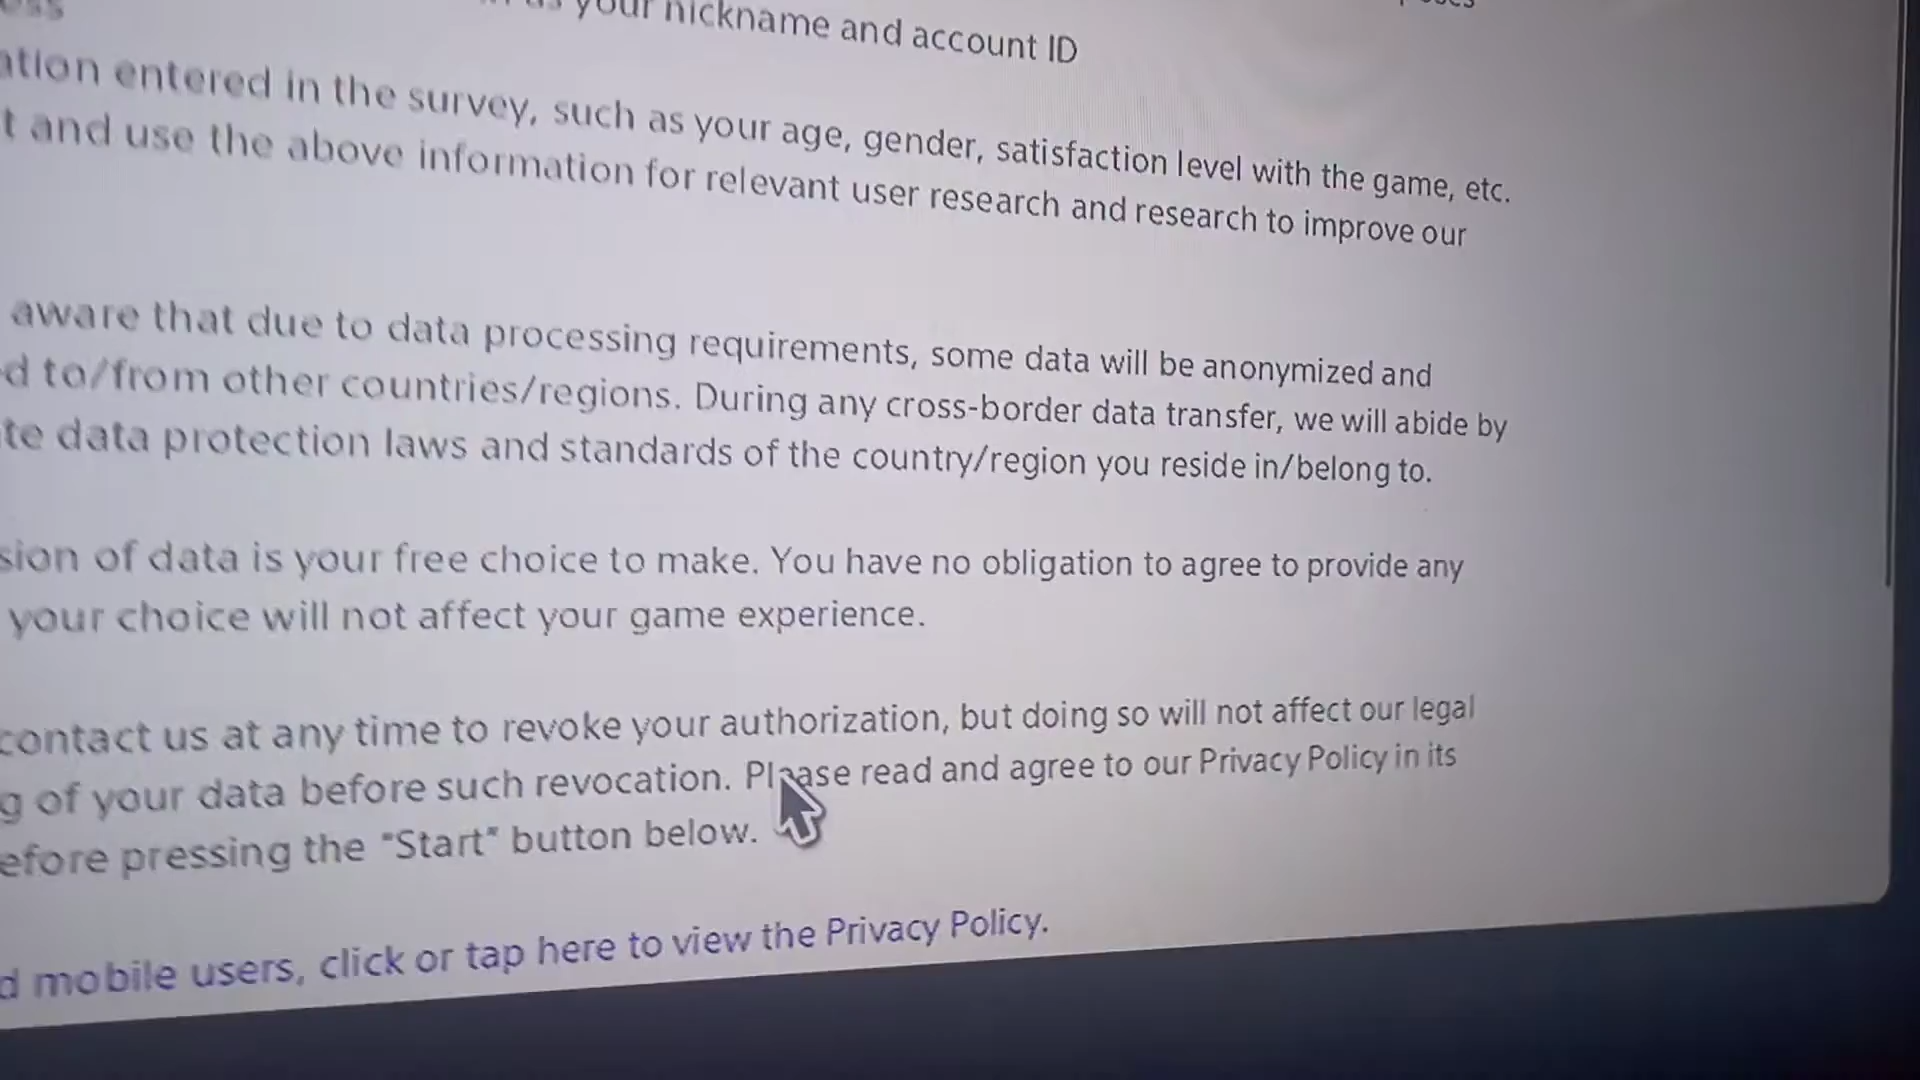 your nickname and account ID
entered in the survey, such as your age, gender, satisfaction level with the game, etc.
and use the above information for relevant user research and research to improve our
aware that due to data processing requirements, some data will be anonymized and
to/from other countries/regions. During any cross-border data transfer, we will abide by
data protection laws and standards of the country/region you reside in/belong to.
of data is your free choice to make. You have no obligation to agree to provide any
your choice will not affect your game experience.
contact us at any time to revoke your authorization, but doing so will not affect our legal
of your data before such revocation. Please read and agree to our Privacy Policy in its
pressing the "Start" button below.
mobile users, click or tap here to view the Privacy Policy.